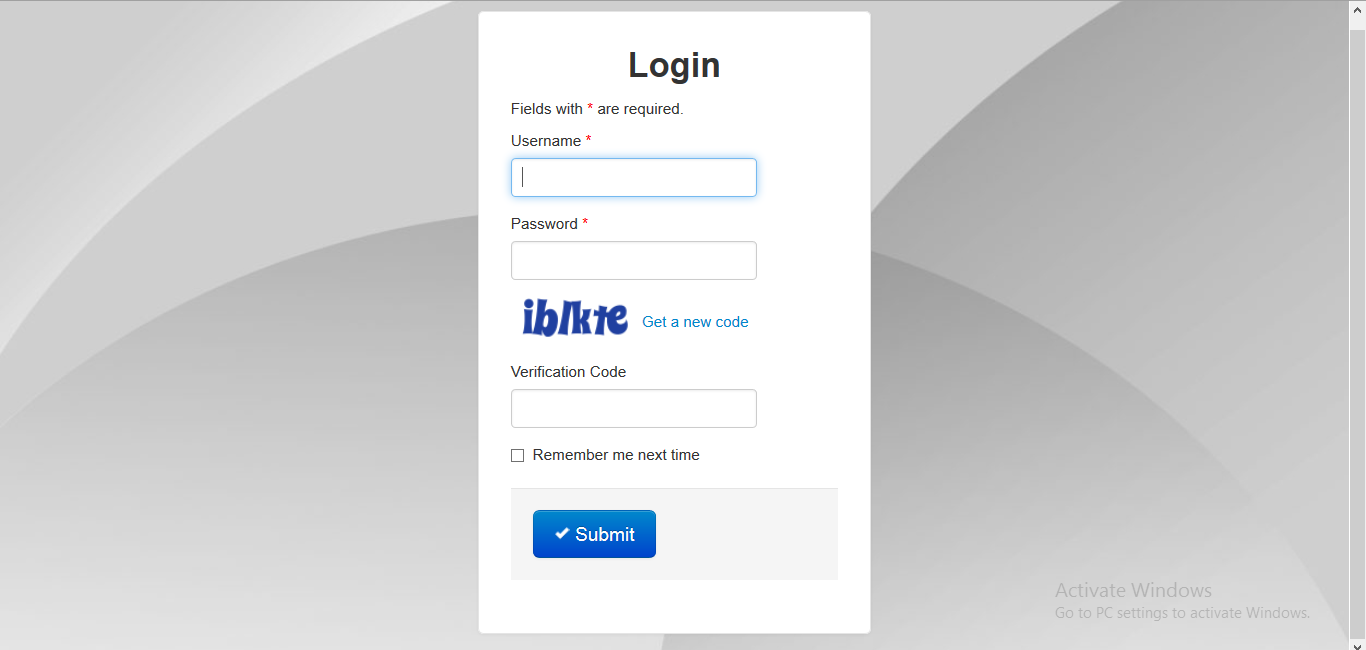 Login
Fields with * are required.
Username *
Password *
iblkte Get a new code
Verification Code
Remember me next time
Submit
Activate Windows
Go to PC settings to activate Windows.